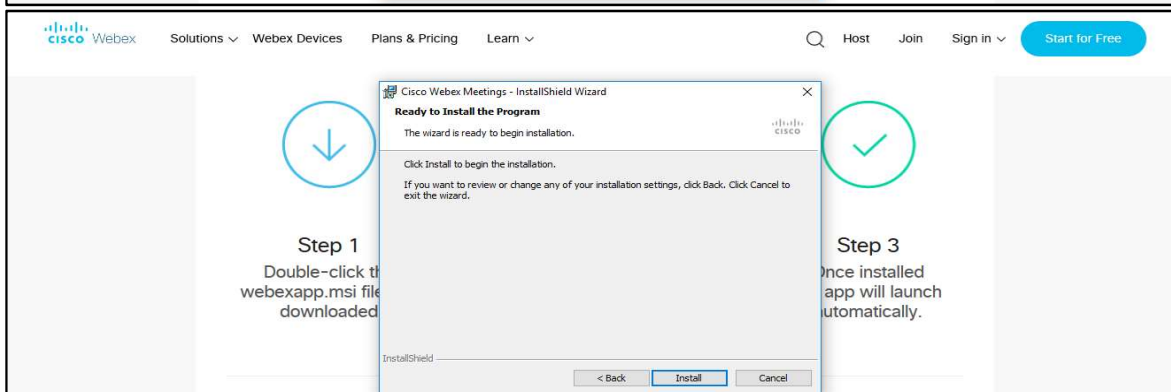 CISCO Webex Solutions Webex Devices Plans & Pricing Learn Host Join Sign in Start for Free
Cisco Webex Meetings - InstallShield Wizard
Ready to Install the Program
The wizard is ready to begin installation.
CISCO
Click Install to begin the installation.
If you want to review or change any of your installation settings, click Back. Click Cancel to
exit the wizard.
InstallShield
< Back Install Cancel
Step 1
Double-click
webexapp.msi file
downloaded
Step 3
installed
app will launch
automatically.